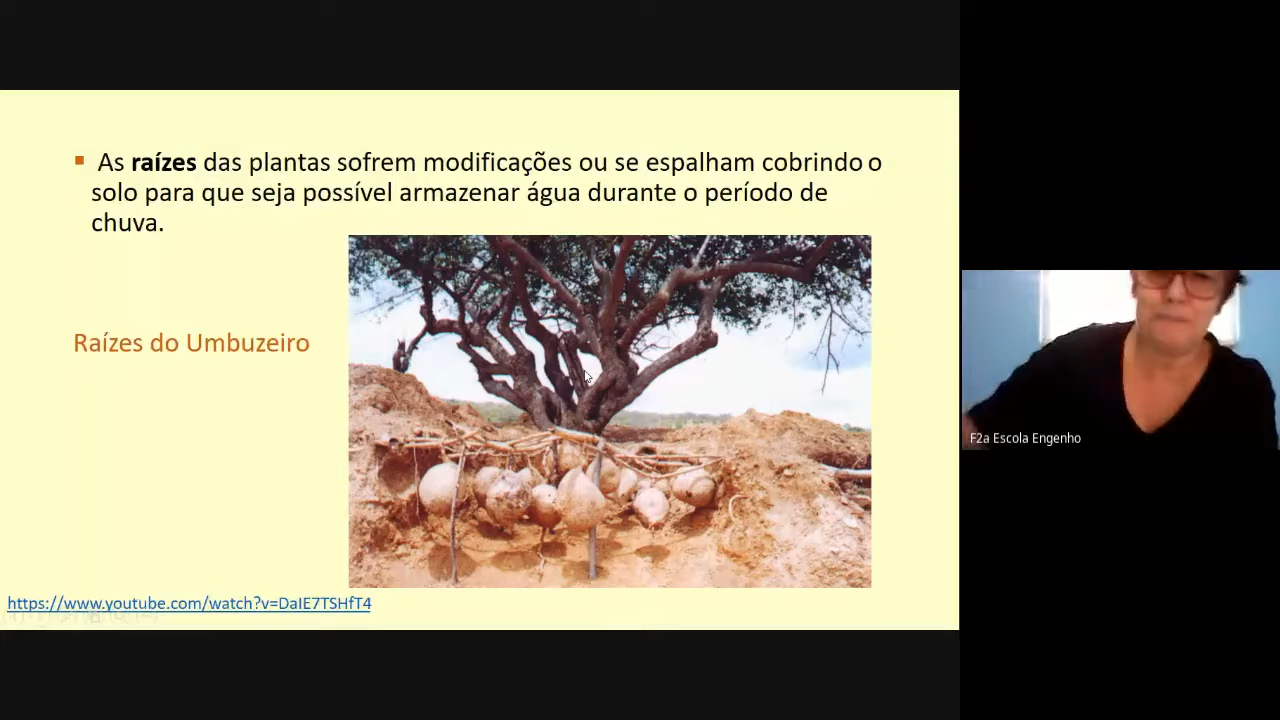 ▪ As raízes das plantas sofrem modificações ou se espalham cobrindo o
solo para que seja possível armazenar água durante o período de
chuva.
Raízes do Umbuzeiro
https://www.youtube.com/watch?v=DaIE7TSHfT4
F2a Escola Engenho